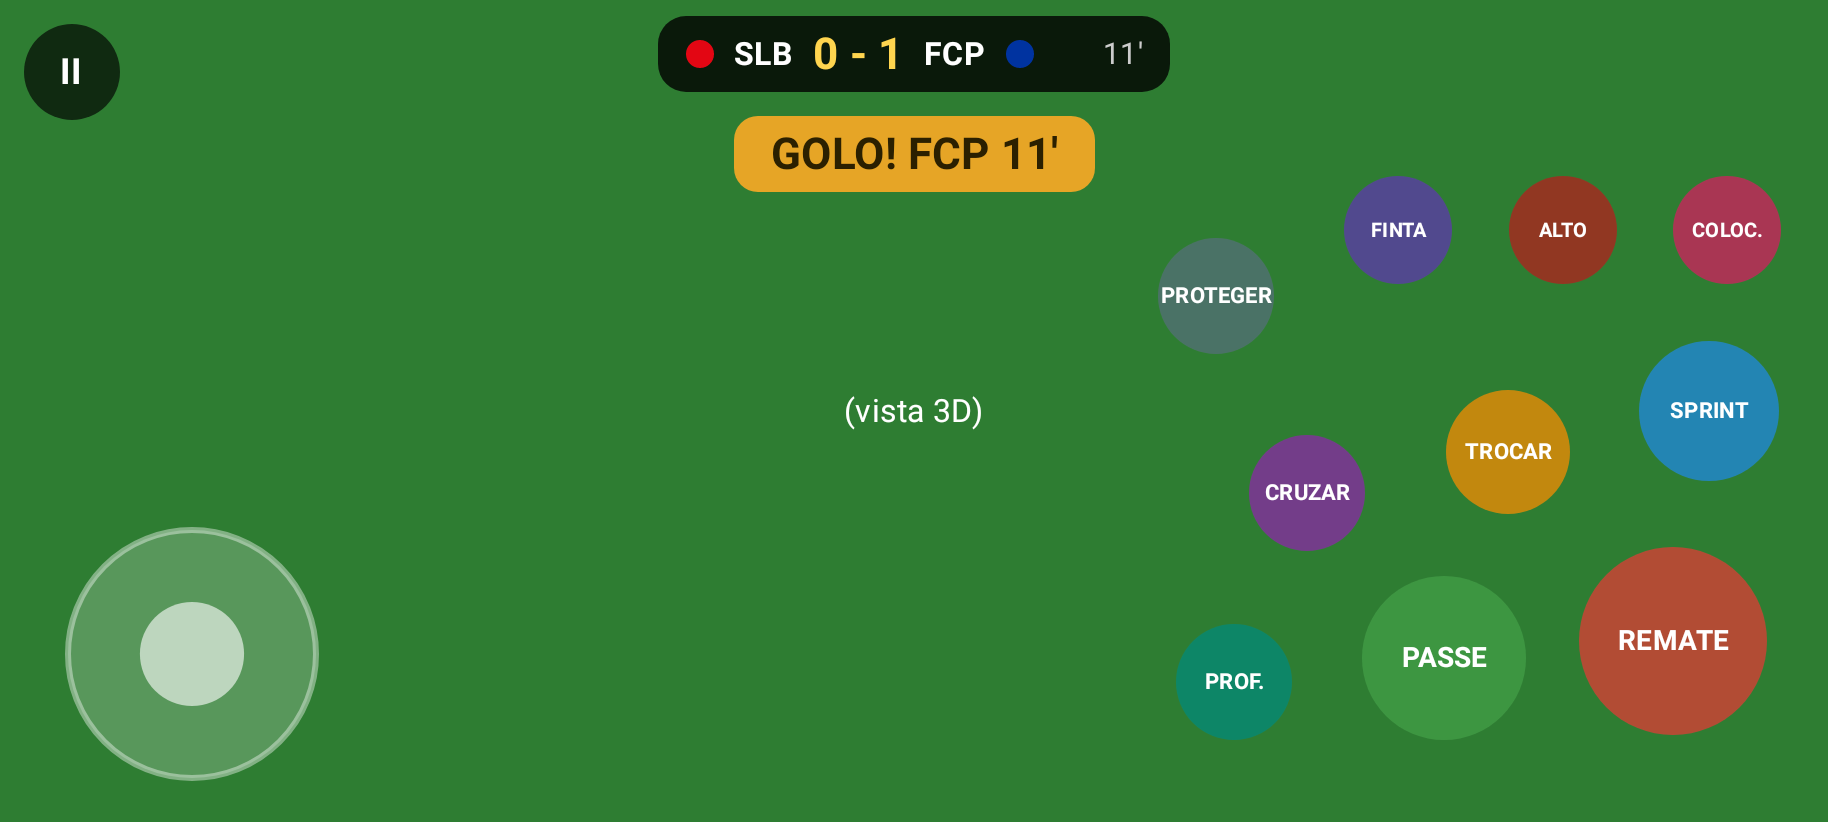 SLB 0 - 1 FCP 11'
GOLO! FCP 11'
FINTA
ALTO
COLOC.
PROTEGER
(vista 3D)
SPRINT
TROCAR
CRUZAR
REMATE
PASSE
PROF.